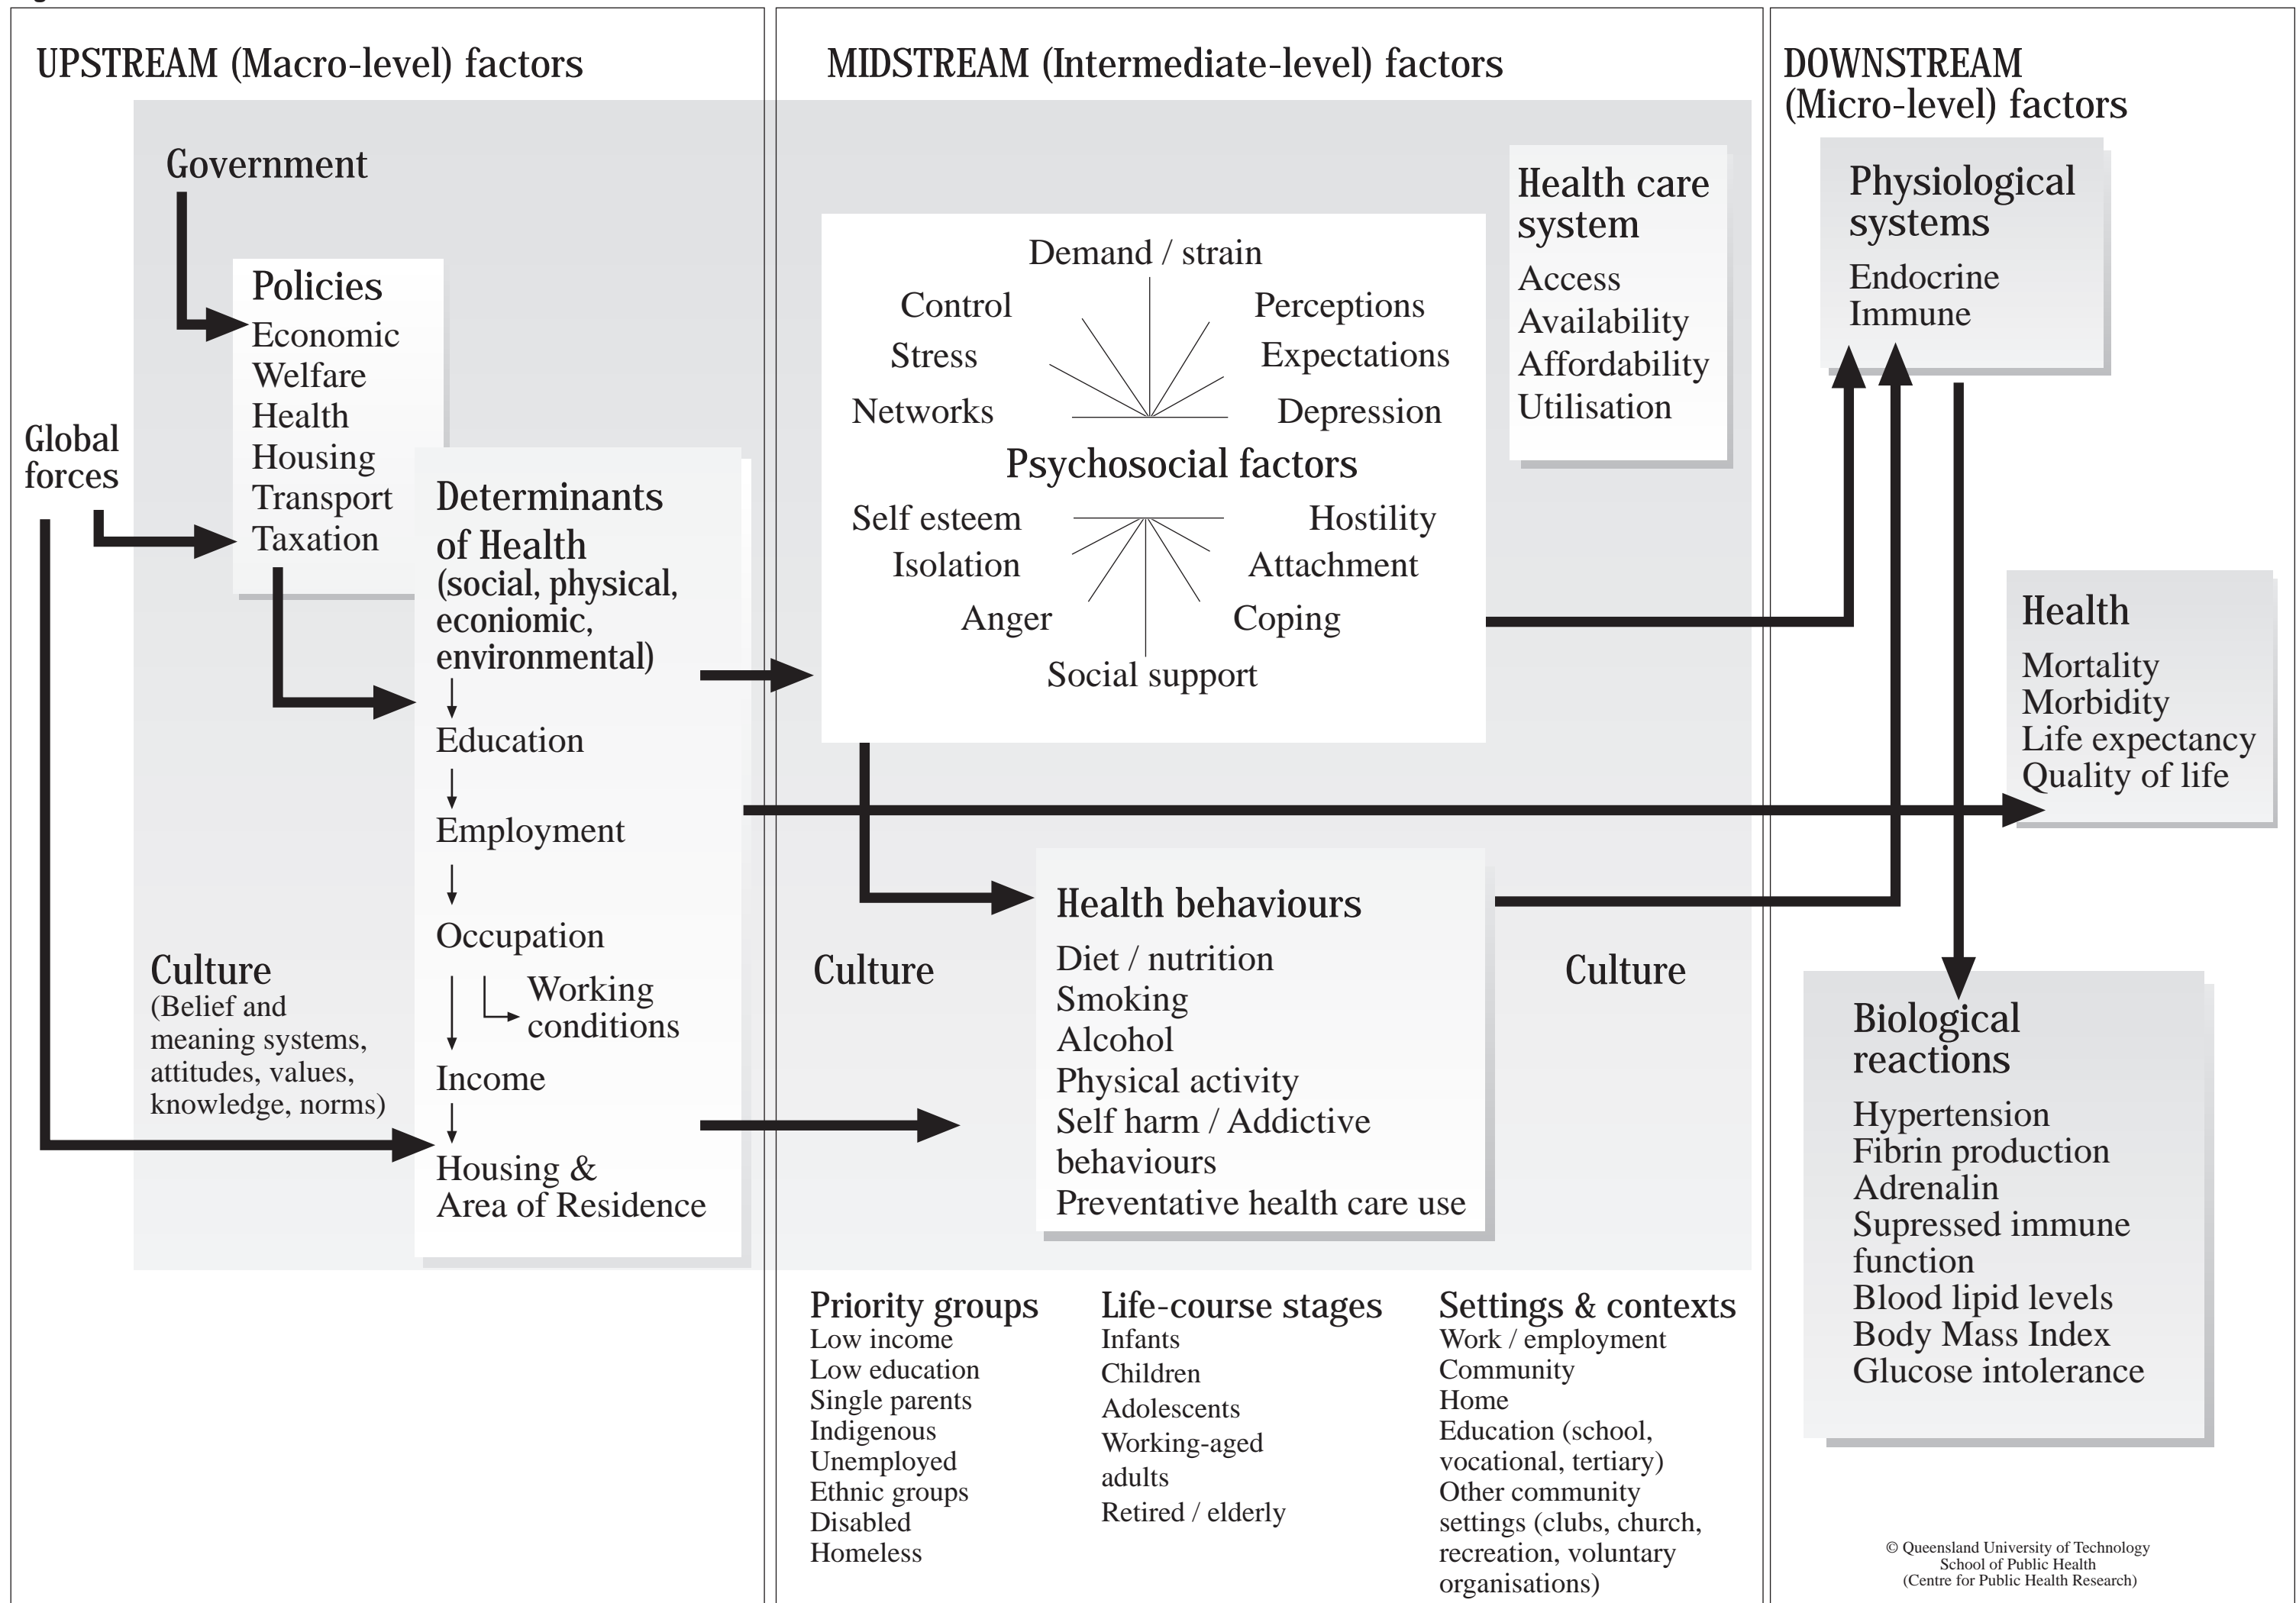 UPSTREAM (Macro-level) factors
Government
Policies
Economic
Welfare
Health
Housing
Transport
Taxation
Global
forces
Determinants
of Health
(social, physical,
econiomic,
environmental)
Education
Employment
Occupation
Working
conditions
Income
Housing &
Area of Residence
Culture
(Belief and
meaning systems,
attitudes, values,
knowledge, norms)
MIDSTREAM (Intermediate-level) factors
Demand / strain
Control
Perceptions
Stress
Expectations
Networks
Depression
Psychosocial factors
Self esteem
Hostility
Isolation
Attachment
Anger
Coping
Social support
Health care
system
Access
Availability
Affordability
Utilisation
Culture
Health behaviours
Diet / nutrition
Smoking
Alcohol
Physical activity
Self harm / Addictive
behaviours
Preventative health care use
Culture
Priority groups
Low income
Low education
Single parents
Indigenous
Unemployed
Ethnic groups
Disabled
Homeless
Life-course stages
Infants
Children
Adolescents
Working-aged
adults
Retired / elderly
Settings & contexts
Work / employment
Community
Home
Education (school,
vocational, tertiary)
Other community
settings (clubs, church,
recreation, voluntary
organisations)
DOWNSTREAM
(Micro-level) factors
Physiological
systems
Endocrine
Immune
Health
Mortality
Morbidity
Life expectancy
Quality of life
Biological
reactions
Hypertension
Fibrin production
Adrenalin
Supressed immune
function
Blood lipid levels
Body Mass Index
Glucose intolerance
© Queensland University of Technology
School of Public Health
(Centre for Public Health Research)